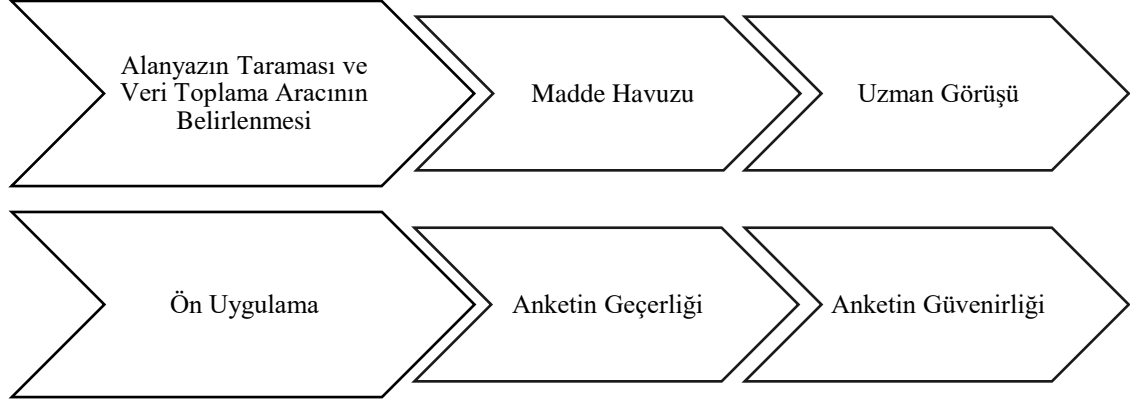 Alanyazın Taraması ve
Veri Toplama Aracının
Belirlenmesi
Madde Havuzu
Uzman Görüşü
Ön Uygulama
Anketin Geçerliği
Anketin Güvenirliği